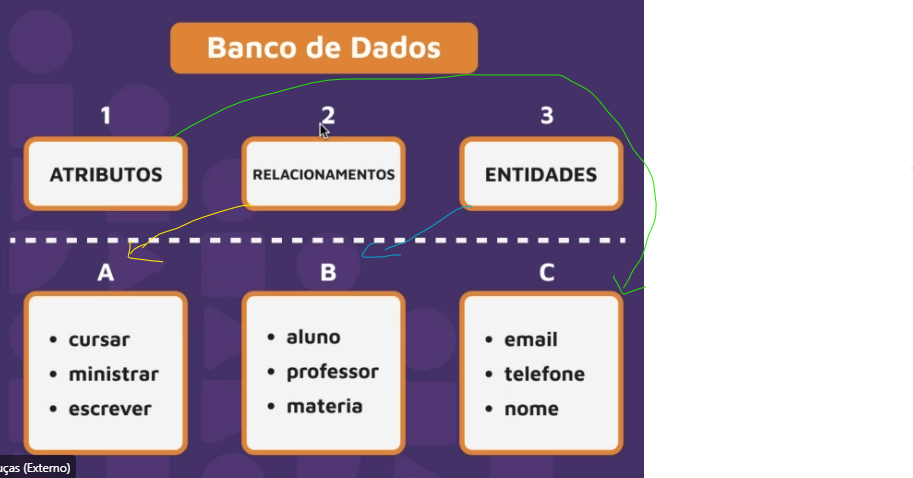 Banco de Dados
1
2
3
ATRIBUTOS
RELACIONAMENTOS
ENTIDADES
A
B
C
• cursar
• ministrar
• escrever
• aluno
• professor
• materia
• email
• telefone
• nome
(Externo)